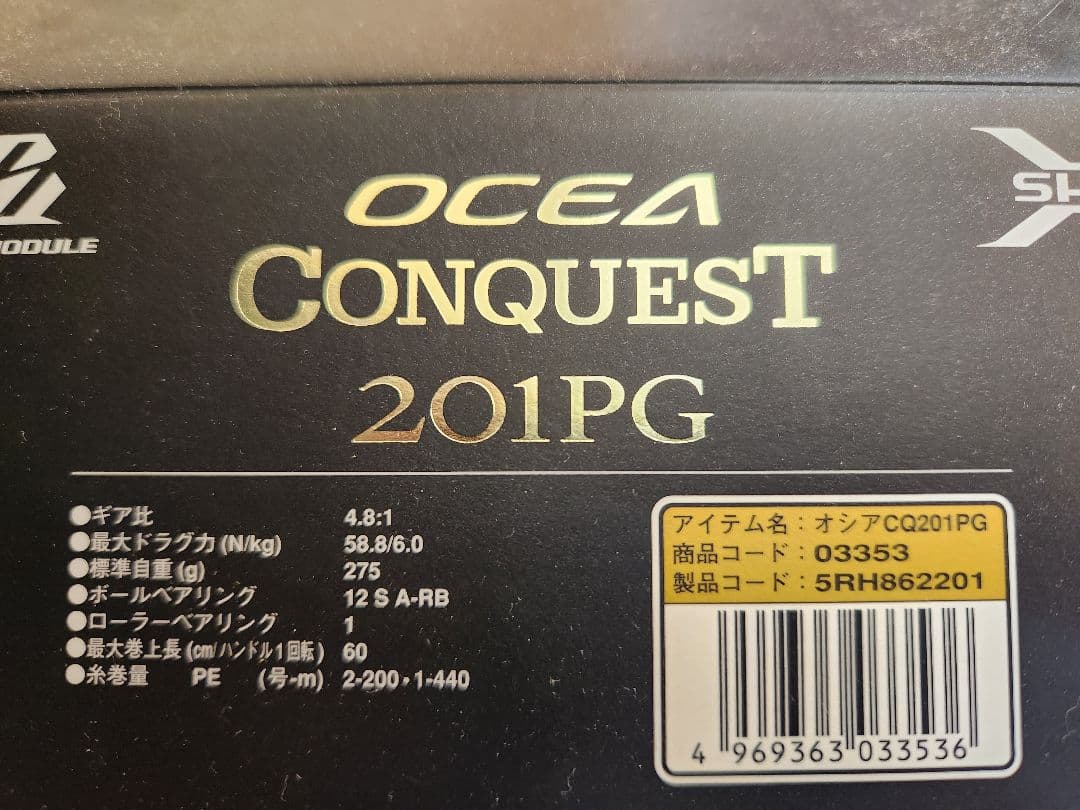 OCEA
CONQUEST
201PG
MODULE
SH
●ギア比 4.8:1
●最大ドラグ力(N/kg) 58.8/6.0
●標準自重(g) 275
●ボールベアリング 12 S A-RB
●ローラーベアリング 1
●最大巻上長(cm/ハンドル1回転) 60
●糸巻量 PE (号-m) 2-200・1-440
アイテム名:オシアCQ201PG
商品コード:03353
製品コード:5RH862201
4 969363 033536